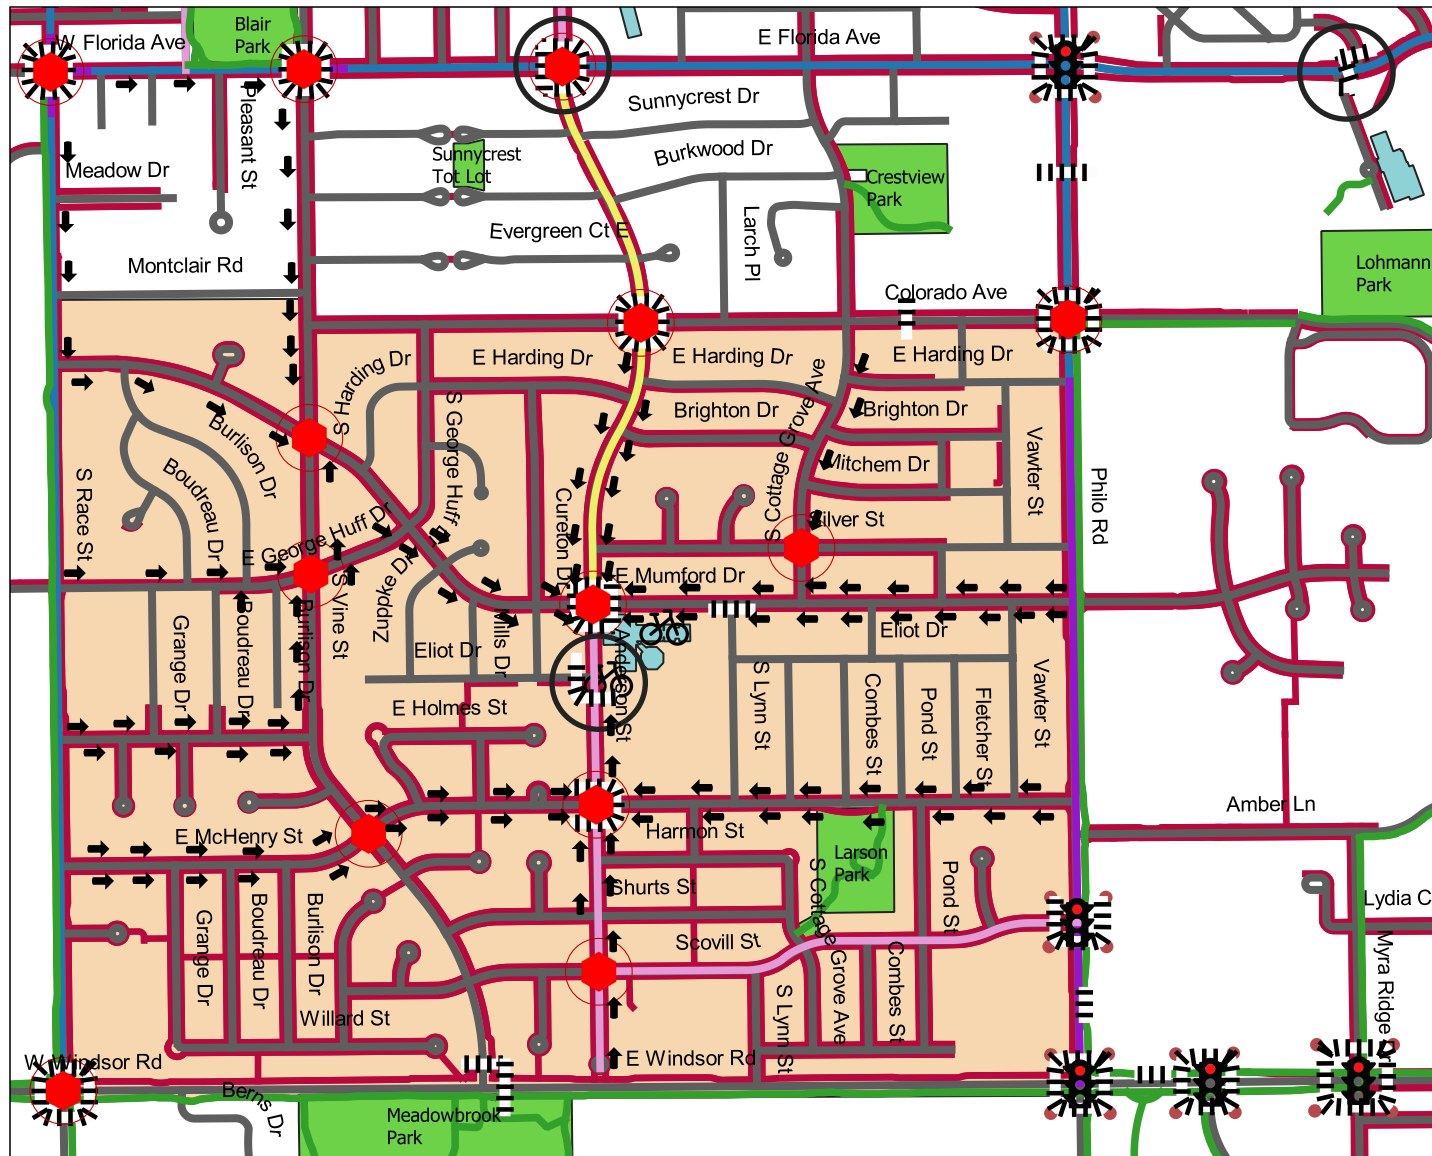 W Florida Ave
Blair
Park
E Florida Ave
Pleasant St
Sunnycrest Dr
Meadow Dr
Sunnycrest
Tot Lot
Burkwood Dr
Crestview
Park
Evergreen Ct E
Larch Pl
Montclair Rd
Lohmann
Park
Colorado Ave
S Harding Dr
E Harding Dr
E Harding Dr
E Harding Dr
Burlison Dr
S George Huff Dr
Brighton Dr
Brighton Dr
S Cottage Grove Ave
Mitchem Dr
Vawter St
S Race St
Boudreau Dr
Philo Rd
Cureton Dr
Silver St
E George Huff Dr
Zuppke Dr
E Mumford Dr
S Vine St
Grange Dr
Boudreau Dr
Burlison Dr
Eliot Dr
Mills Dr
Anderson St
Eliot Dr
S Lynn St
Combes St
Pond St
Fletcher St
Vawter St
E Holmes St
Amber Ln
E McHenry St
Harmon St
Larson
Park
Shurts St
S Cottage Grove Ave
Pond St
Lydia C
Grange Dr
Boudreau Dr
Burlison Dr
Scovill St
Combes St
Myra Ridge Dr
S Lynn St
Willard St
W Windsor Rd
E Windsor Rd
Berns Dr
Meadowbrook
Park